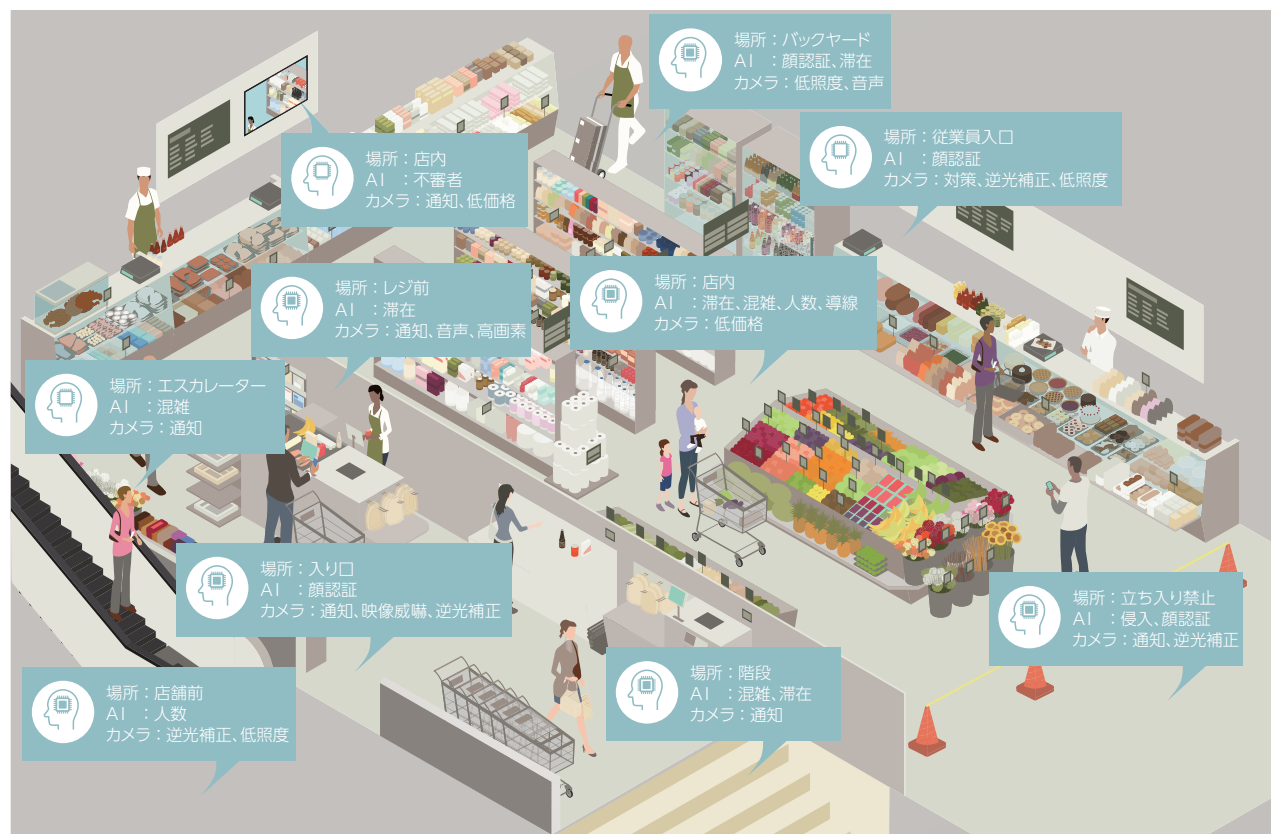 場所：バックヤード
AI　：顔認証、滞在
カメラ：低照度、音声
場所：従業員入口
AI　：顔認証
カメラ：対策、逆光補正、低照度
場所：店内
AI　：不審者
カメラ：通知、低価格
場所：レジ前
AI　：滞在
カメラ：通知、音声、高画素
場所：店内
AI　：滞在、混雑、人数、導線
カメラ：低価格
場所：エスカレーター
AI　：混雑
カメラ：通知
場所：入り口
AI　：顔認証
カメラ：通知、映像威嚇、逆光補正
場所：立ち入り禁止
AI　：侵入、顔認証
カメラ：通知、逆光補正
場所：店舗前
AI　：人数
カメラ：逆光補正、低照度
場所：階段
AI　：混雑、滞在
カメラ：通知